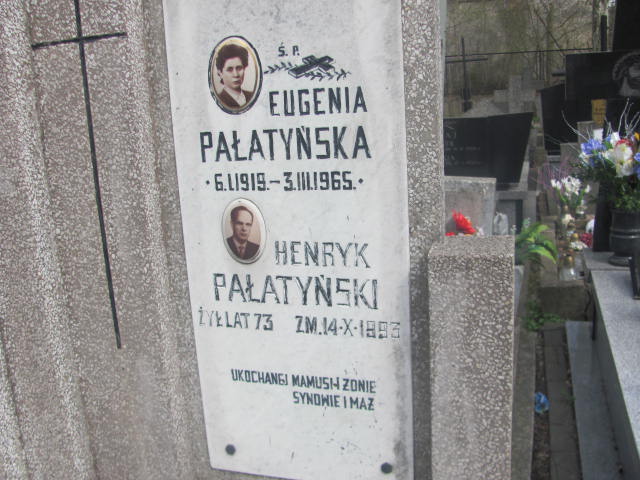 Ś. P.
EUGENIA
PAŁATYŃSKA
· 6.I.1919.–3.III.1965. ·
HENRYK
PAŁATYŃSKI
ŻYŁ LAT 73 ZM. 14-X-1993
UKOCHANEJ MAMUSI I ŻONIE
SYNOWIE I MĄŻ